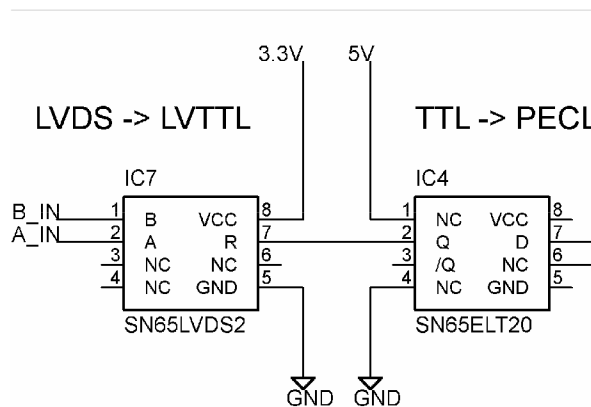 3.3V 5V
LVDS -> LVTTL TTL -> PECL
IC7 IC4
B_IN 1 B VCC 8 1 NC VCC 8
A_IN 2 A R 7 2 Q D 7
3 NC NC 6 3 /Q NC 6
4 NC GND 5 4 NC GND 5
SN65LVDS2 SN65ELT20
GND GND